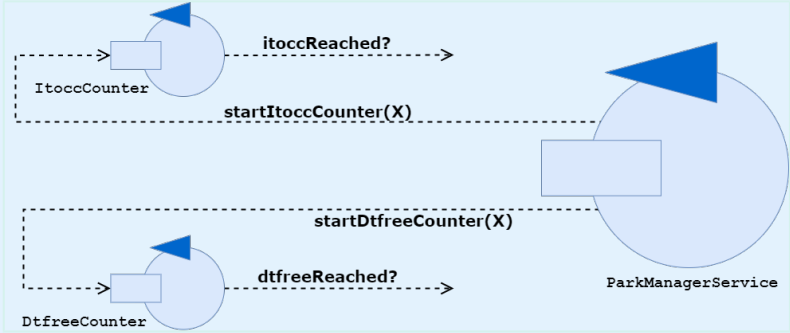 itoccReached?
ItoccCounter
startItoccCounter(X)
startDtfreeCounter(X)
dtfreeReached?
ParkManagerService
DtfreeCounter